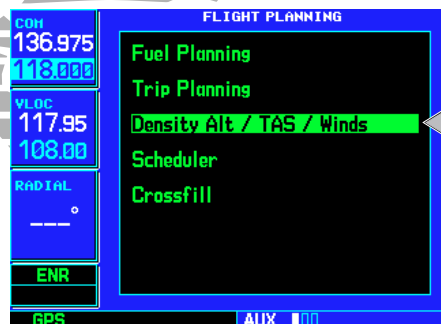 COM
136.975
118.000
VLOC
117.95
108.00
RADIAL
___°
ENR
GPS
FLIGHT PLANNING
Fuel Planning
Trip Planning
Density Alt / TAS / Winds
Scheduler
Crossfill
AUX